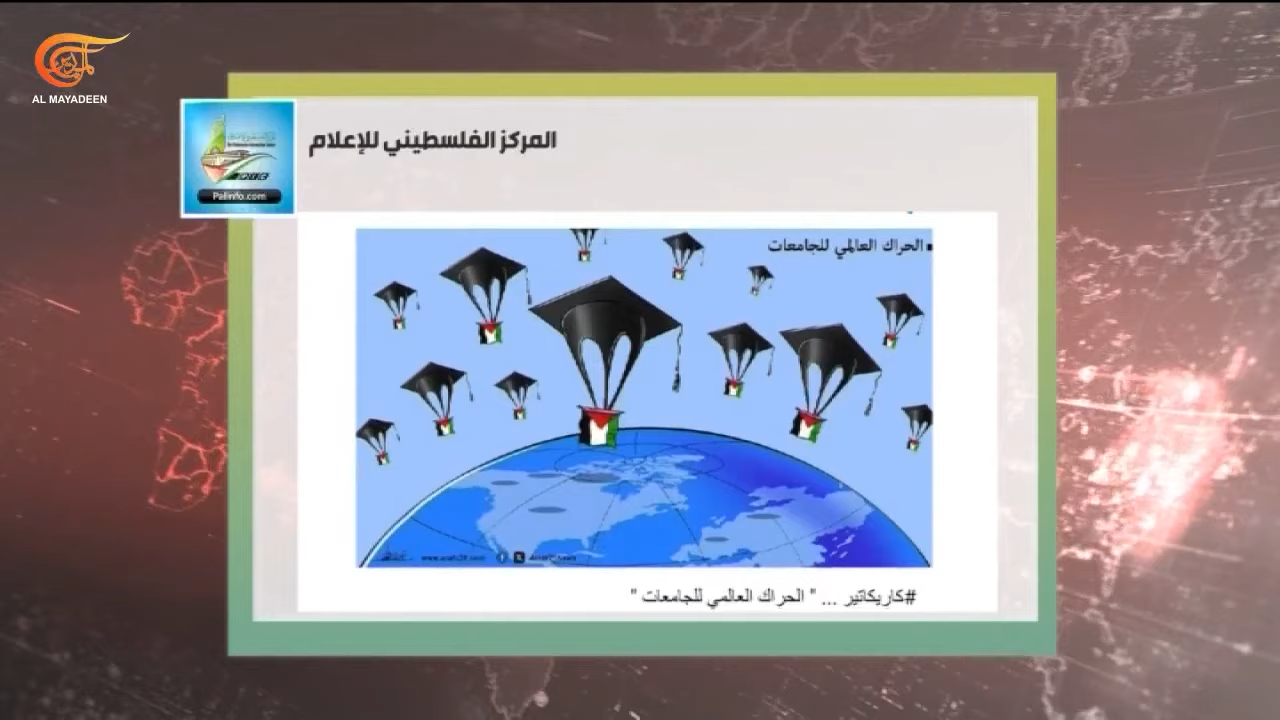 AL MAYADEEN
المركز الفلسطيني للإعلام
Palinfo.com
الحراك العالمي للجامعات
#كاريكاتير ... " الحراك العالمي للجامعات "